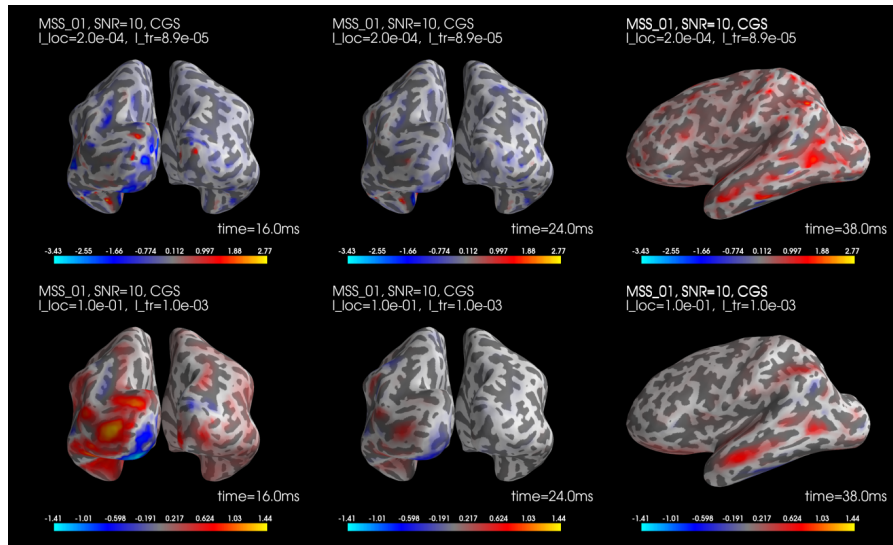 MSS_01, SNR=10, CGS
l_loc=2.0e-04, l_tr=8.9e-05
time=16.0ms
-3.43 -2.55 -1.66 -0.774 0.112 0.997 1.88 2.77
MSS_01, SNR=10, CGS
l_loc=2.0e-04, l_tr=8.9e-05
time=24.0ms
-3.43 -2.55 -1.66 -0.774 0.112 0.997 1.88 2.77
MSS_01, SNR=10, CGS
l_loc=2.0e-04, l_tr=8.9e-05
time=38.0ms
-3.43 -2.55 -1.66 -0.774 0.112 0.997 1.88 2.77
MSS_01, SNR=10, CGS
l_loc=1.0e-01, l_tr=1.0e-03
time=16.0ms
-1.41 -1.01 -0.600 -0.191 0.217 0.624 1.03 1.44
MSS_01, SNR=10, CGS
l_loc=1.0e-01, l_tr=1.0e-03
time=24.0ms
-1.41 -1.01 -0.600 -0.191 0.217 0.624 1.03 1.44
MSS_01, SNR=10, CGS
l_loc=1.0e-01, l_tr=1.0e-03
time=38.0ms
-1.41 -1.01 -0.600 -0.191 0.217 0.624 1.03 1.44